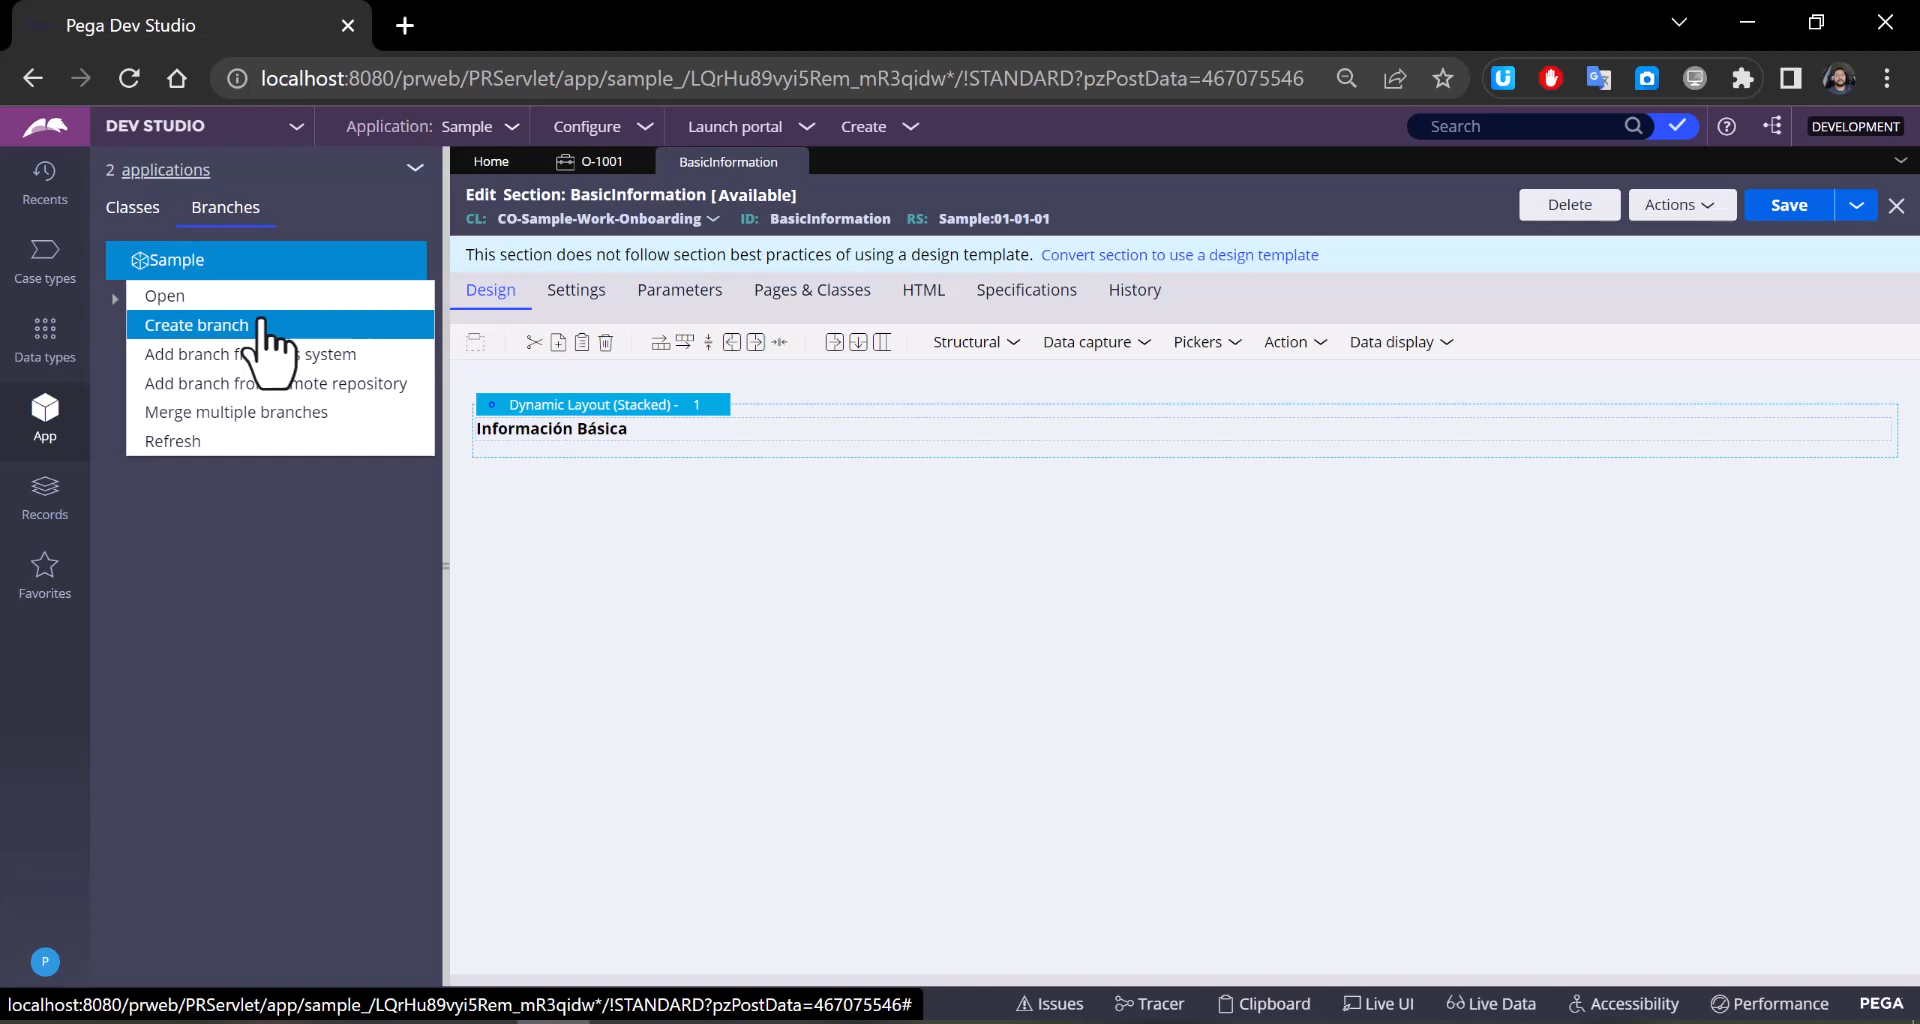 Pega Dev Studio
localhost:8080/prweb/PRServlet/app/sample_/LQrHu89vyi5Rem_mR3qidw*/!STANDARD?pzPostData=467075546
DEV STUDIO
Application: Sample
Configure
Launch portal
Create
Search
DEVELOPMENT
Recents
Case types
Data types
App
Records
Favorites
P
2 applications
Classes Branches
Sample
Open
Create branch
Add branch system
Add branch repository
Merge multiple branches
Refresh
Home O-1001 BasicInformation
Edit Section: BasicInformation [Available]
CL: CO-Sample-Work-Onboarding ID: BasicInformation RS: Sample:01-01-01
Delete Actions Save
This section does not follow section best practices of using a design template. Convert section to use a design template
Design Settings Parameters Pages & Classes HTML Specifications History
Structural Data capture Pickers Action Data display
Dynamic Layout (Stacked) - 1
Información Básica
localhost:8080/prweb/PRServlet/app/sample_/LQrHu89vyi5Rem_mR3qidw*/!STANDARD?pzPostData=467075546#
Issues Tracer Clipboard Live UI Live Data Accessibility Performance PEGA